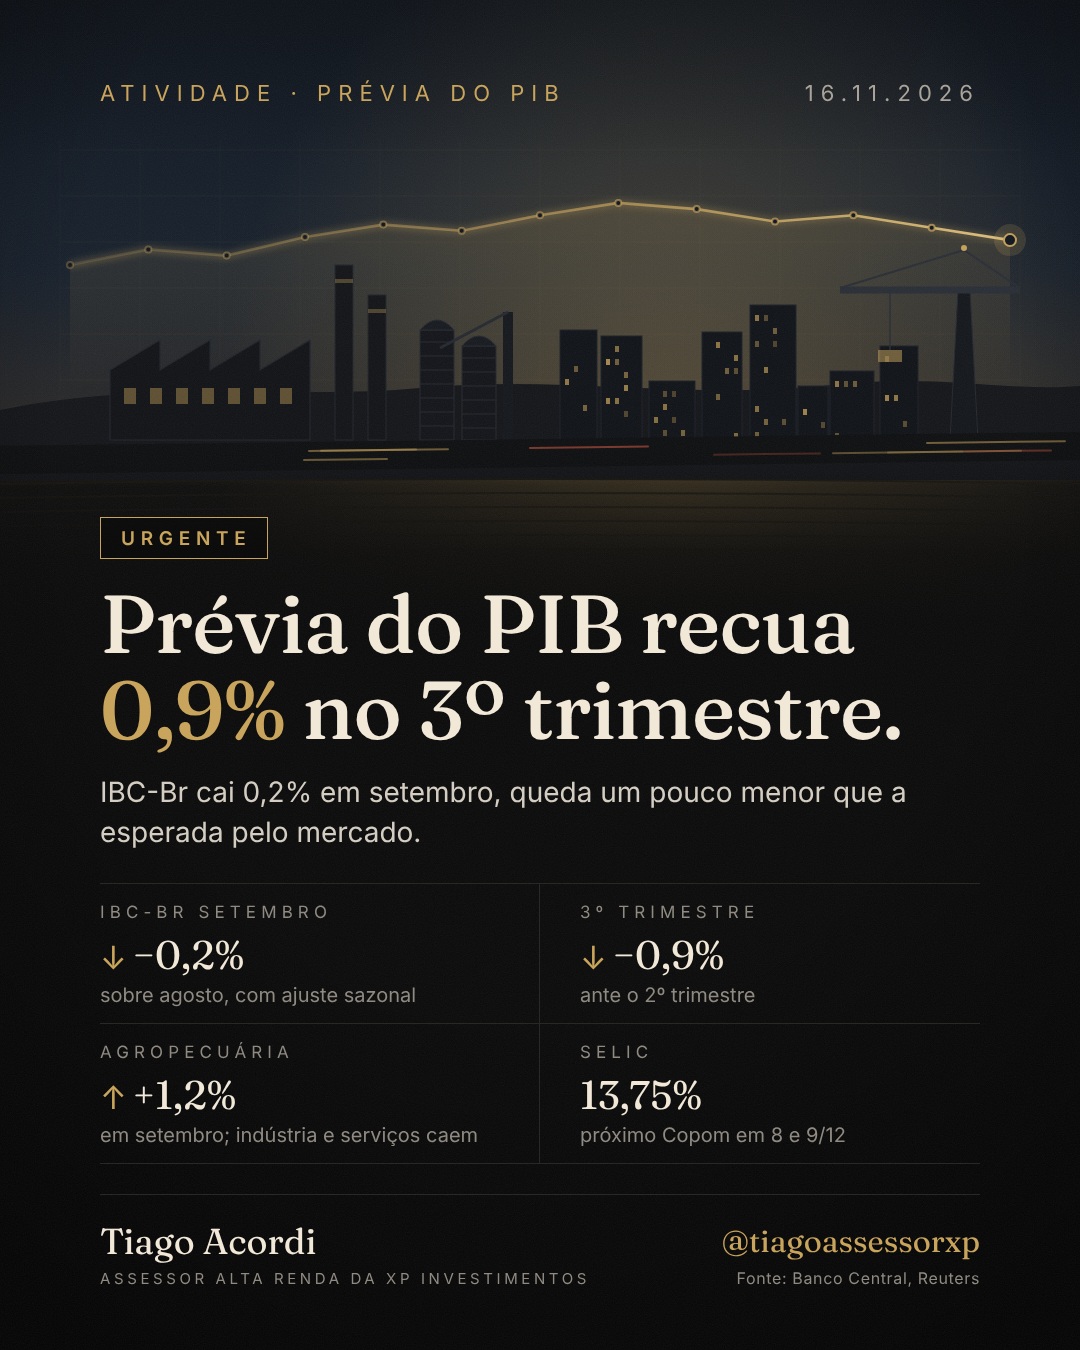 ATIVIDADE · PRÉVIA DO PIB
16.11.2026
URGENTE
Prévia do PIB recua
0,9% no 3º trimestre.
IBC-Br cai 0,2% em setembro, queda um pouco menor que a
esperada pelo mercado.
IBC-BR SETEMBRO
↓ −0,2%
sobre agosto, com ajuste sazonal
3º TRIMESTRE
↓ −0,9%
ante o 2º trimestre
AGROPECUÁRIA
↑ +1,2%
em setembro; indústria e serviços caem
SELIC
13,75%
próximo Copom em 8 e 9/12
Tiago Acordi
ASSESSOR ALTA RENDA DA XP INVESTIMENTOS
@tiagoassessorxp
Fonte: Banco Central, Reuters